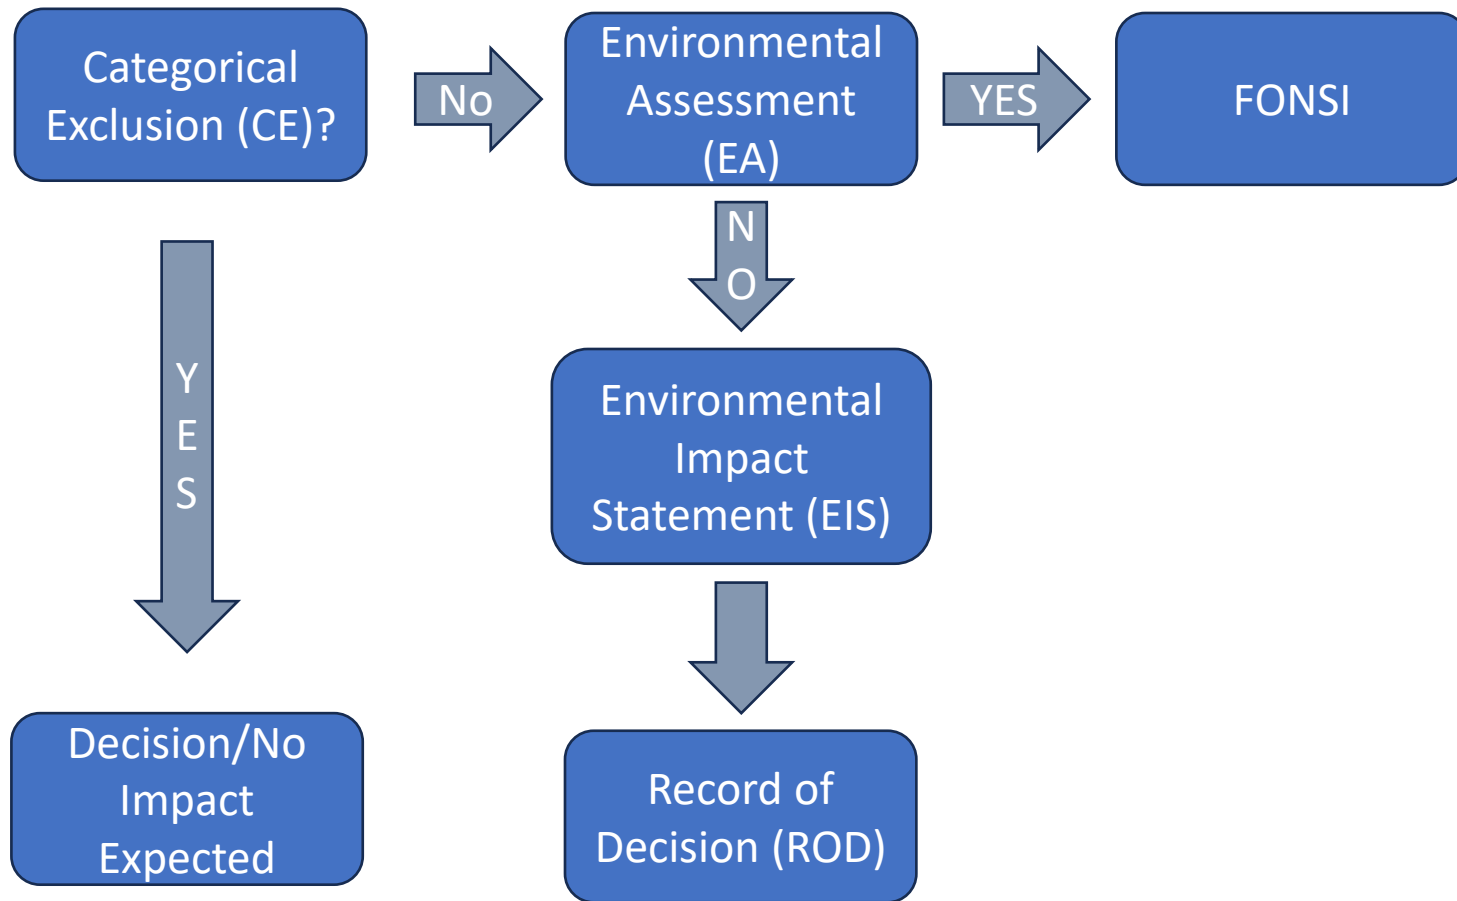 Categorical
Exclusion (CE)?
No
Environmental
Assessment
(EA)
YES
FONSI
Y
E
S
N
O
Environmental
Impact
Statement (EIS)
Decision/No
Impact
Expected
Record of
Decision (ROD)